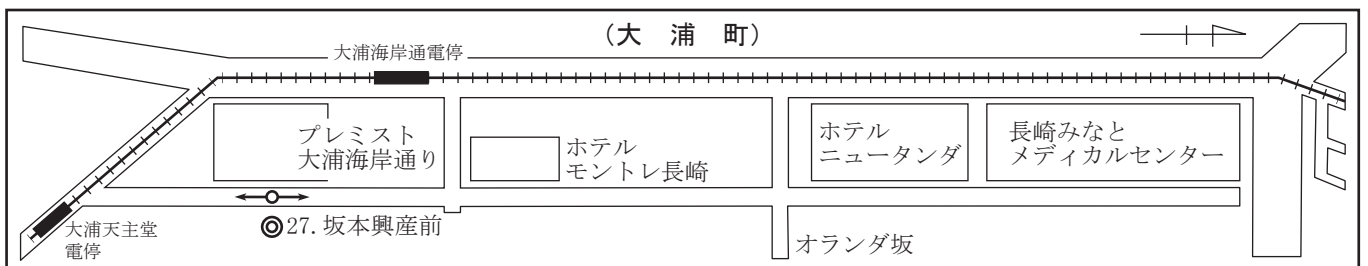 (大 浦 町)
大浦海岸通電停
プレミスト
大浦海岸通り
ホテル
モントレ長崎
ホテル
ニュータンダ
長崎みなと
メディカルセンター
◎27. 坂本興産前
大浦天主堂
電停
オランダ坂